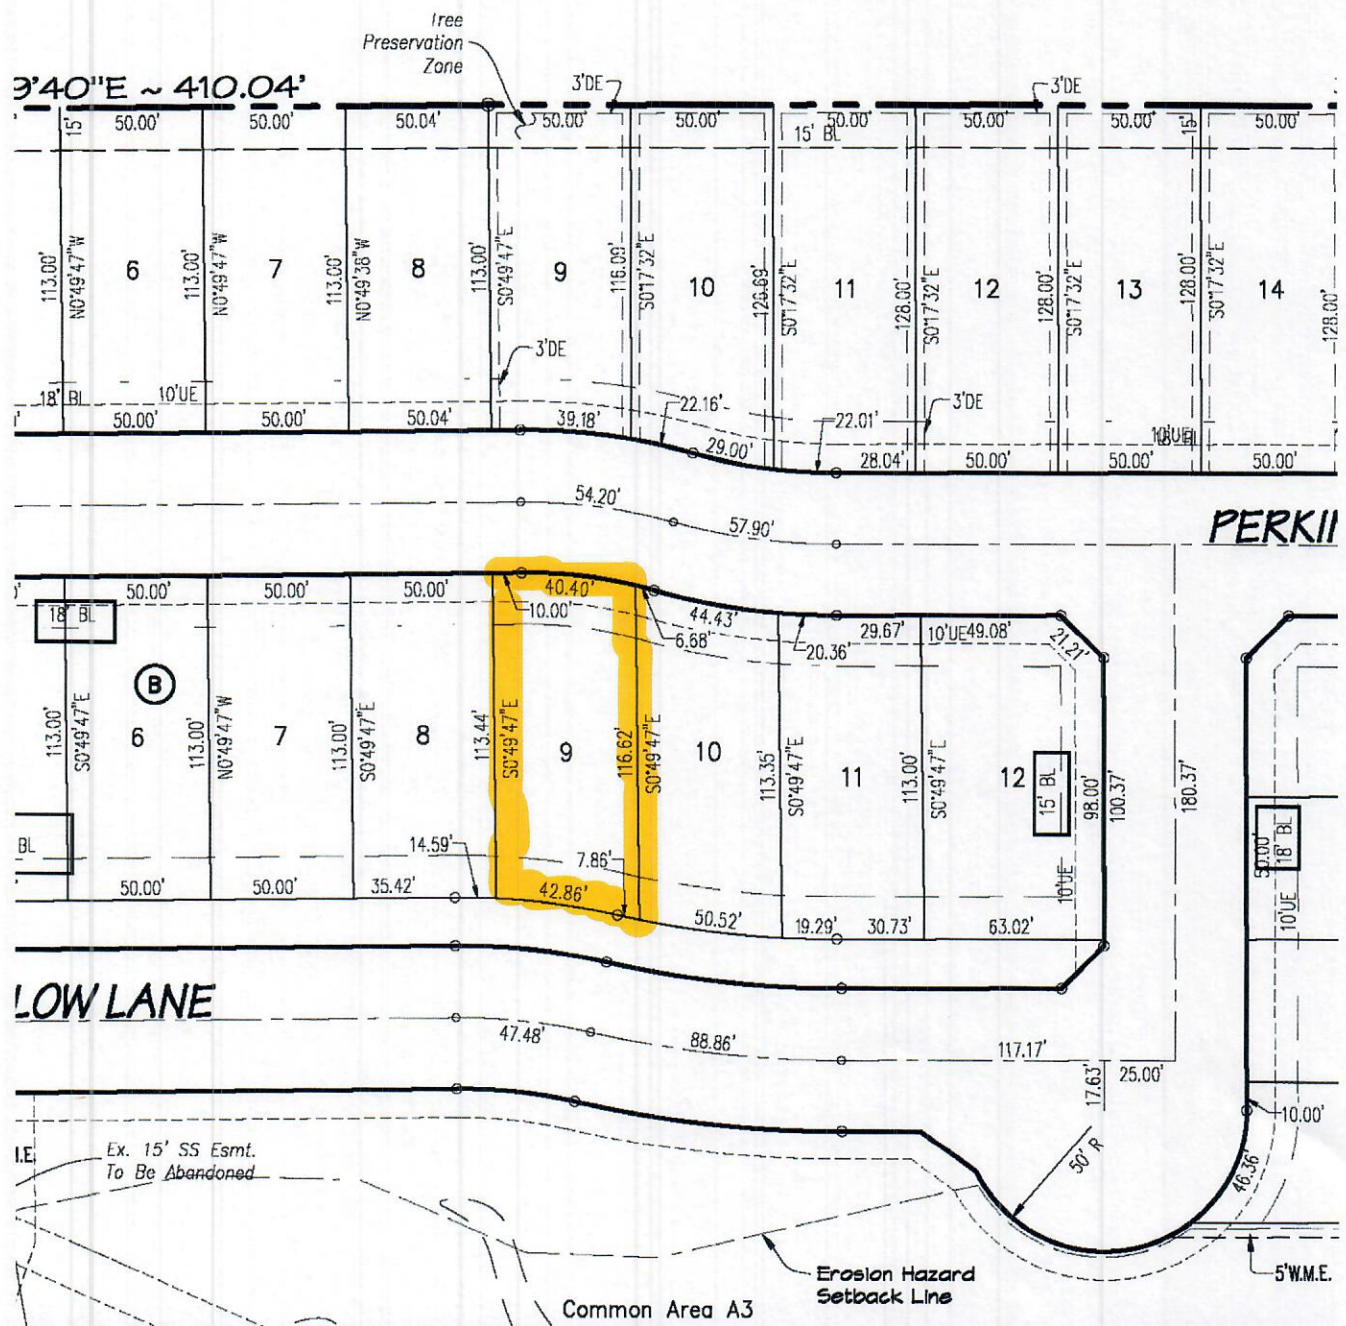 Tree
Preservation
Zone
9'40"E ~ 410.04'
3'DE
3'DE
15'
50.00'
50.00'
50.04'
50.00'
50.00'
15' BL
50.00'
50.00'
50.00'
15'
50.00'
113.00'
N0°49'47"W
6
113.00'
N0°49'47"W
7
113.00'
N0°49'38"W
8
113.00'
S0°49'47"E
9
116.09'
S0°17'32"E
10
126.69'
S0°17'32"E
11
128.00'
S0°17'32"E
12
128.00'
S0°17'32"E
13
128.00'
S0°17'32"E
14
128.00'
3'DE
18' BL
10'UE
22.16'
22.01'
3'DE
50.00'
50.00'
50.04'
39.18'
29.00'
28.04'
50.00'
50.00'
10'UE
50.00'
54.20'
57.90'
PERKI
50.00'
50.00'
50.00'
40.40'
18' BL
10.00'
44.43'
6.68'
20.36'
29.67'
10'UE
49.08'
21.21'
B
113.00'
S0°49'47"E
6
113.00'
N0°49'47"W
7
113.00'
S0°49'47"E
8
113.44'
S0°49'47"E
9
116.62'
S0°49'47"E
10
113.35'
S0°49'47"E
11
113.00'
S0°49'47"E
12
15' BL
98.00'
100.37'
180.37'
50.00'
18' BL
BL
14.59'
7.86'
10'UE
10'UE
50.00'
50.00'
35.42'
42.86'
50.52'
19.29'
30.73'
63.02'
LOW LANE
47.48'
88.86'
117.17'
17.63'
25.00'
10.00'
I.E.
Ex. 15' SS Esmt.
To Be Abandoned
50' R
46.36'
Erosion Hazard
Setback Line
5'W.M.E.
Common Area A3